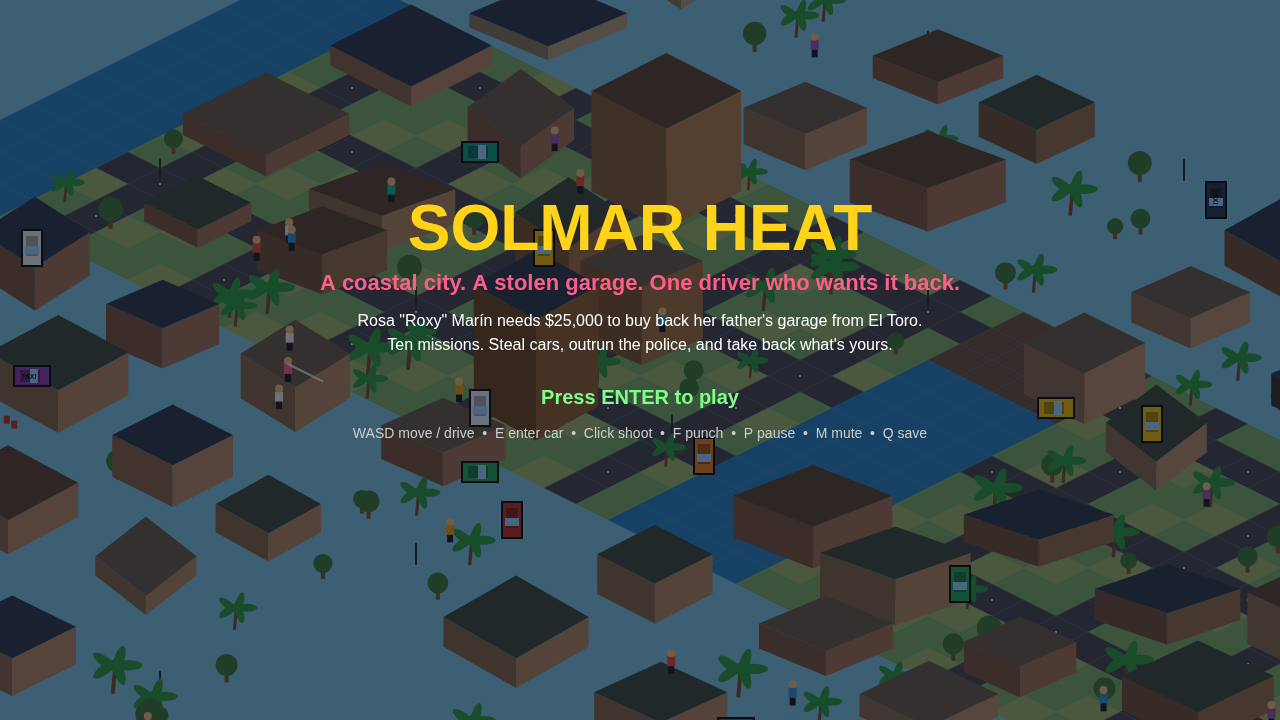 SOLMAR HEAT
A coastal city. A stolen garage. One driver who wants it back.
Rosa "Roxy" Marín needs $25,000 to buy back her father's garage from El Toro.
Ten missions. Steal cars, outrun the police, and take back what's yours.
TAXI
Press ENTER to play
WASD move / drive • E enter car • Click shoot • F punch • P pause • M mute • Q save